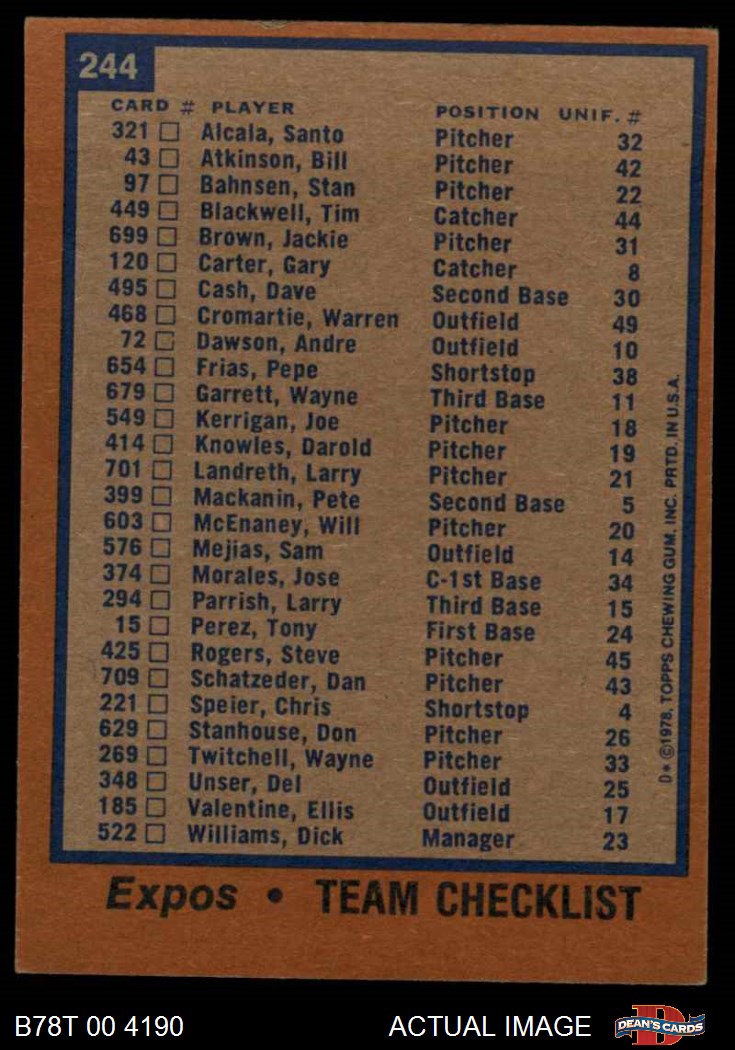 244
CARD # PLAYER POSITION UNIF. #
321 Alcala, Santo Pitcher 32
43 Atkinson, Bill Pitcher 42
97 Bahnsen, Stan Pitcher 22
449 Blackwell, Tim Catcher 44
699 Brown, Jackie Pitcher 31
120 Carter, Gary Catcher 8
495 Cash, Dave Second Base 30
468 Cromartie, Warren Outfield 49
72 Dawson, Andre Outfield 10
654 Frias, Pepe Shortstop 38
679 Garrett, Wayne Third Base 11
549 Kerrigan, Joe Pitcher 18
414 Knowles, Darold Pitcher 19
701 Landreth, Larry Pitcher 21
399 Mackanin, Pete Second Base 5
603 McEnaney, Will Pitcher 20
576 Mejias, Sam Outfield 14
374 Morales, Jose C-1st Base 34
294 Parrish, Larry Third Base 15
15 Perez, Tony First Base 24
425 Rogers, Steve Pitcher 45
709 Schatzeder, Dan Pitcher 43
221 Speier, Chris Shortstop 4
629 Stanhouse, Don Pitcher 26
269 Twitchell, Wayne Pitcher 33
348 Unser, Del Outfield 25
185 Valentine, Ellis Outfield 17
522 Williams, Dick Manager 23
D* ©1978, TOPPS CHEWING GUM, INC. PRTD. IN U.S.A.
Expos • TEAM CHECKLIST
B78T 00 4190 ACTUAL IMAGE
D
DEAN'S CARDS